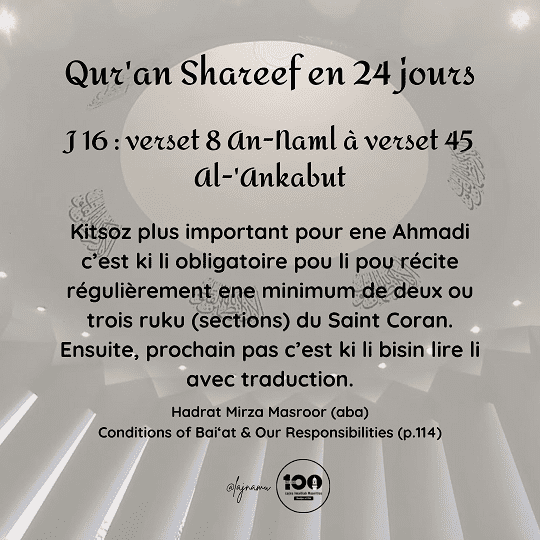 Qur'an Shareef en 24 jours
J 16 : verset 8 An-Naml à verset 45
Al-'Ankabut
Kitsoz plus important pour ene Ahmadi
c’est ki li obligatoire pou li pou récite
régulièrement ene minimum de deux ou
trois ruku (sections) du Saint Coran.
Ensuite, prochain pas c’est ki li bisin lire li
avec traduction.
Hadrat Mirza Masroor (aba)
Conditions of Bai‘at & Our Responsibilities (p.114)
@lajnamu
100